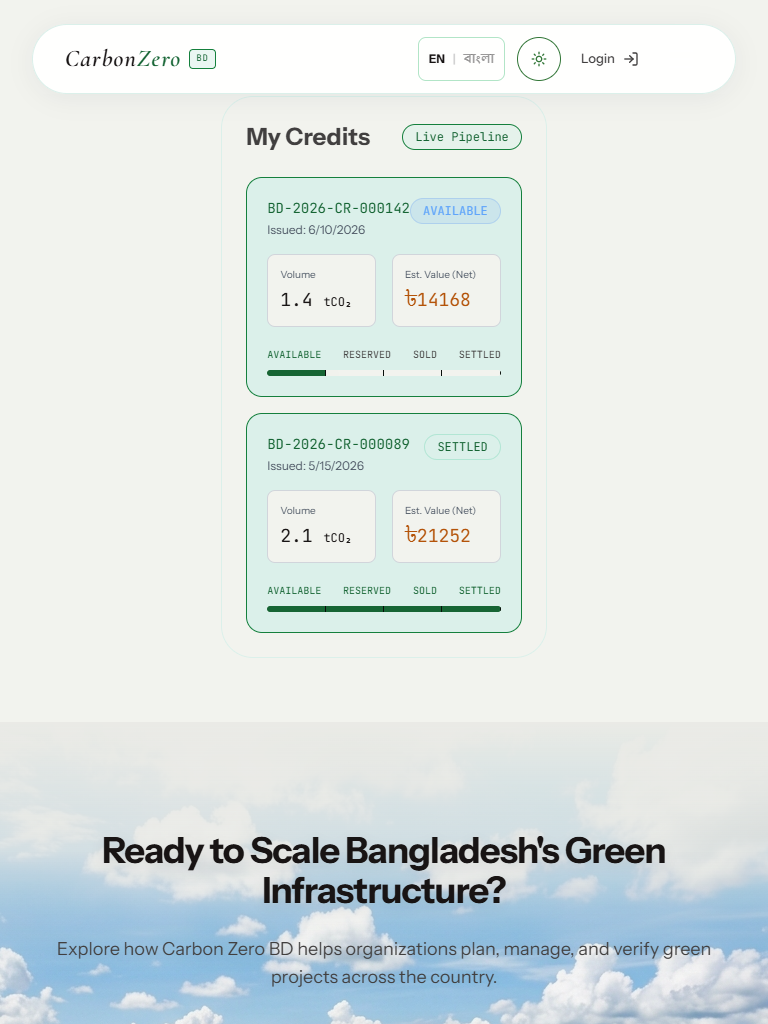 CarbonZero BD
EN | বাংলা
Login
My Credits
Live Pipeline
BD-2026-CR-000142
AVAILABLE
Issued: 6/10/2026
Volume
1.4 tCO₂
Est. Value (Net)
৳14168
AVAILABLE RESERVED SOLD SETTLED
BD-2026-CR-000089
SETTLED
Issued: 5/15/2026
Volume
2.1 tCO₂
Est. Value (Net)
৳21252
AVAILABLE RESERVED SOLD SETTLED
Ready to Scale Bangladesh's Green
Infrastructure?
Explore how Carbon Zero BD helps organizations plan, manage, and verify green
projects across the country.